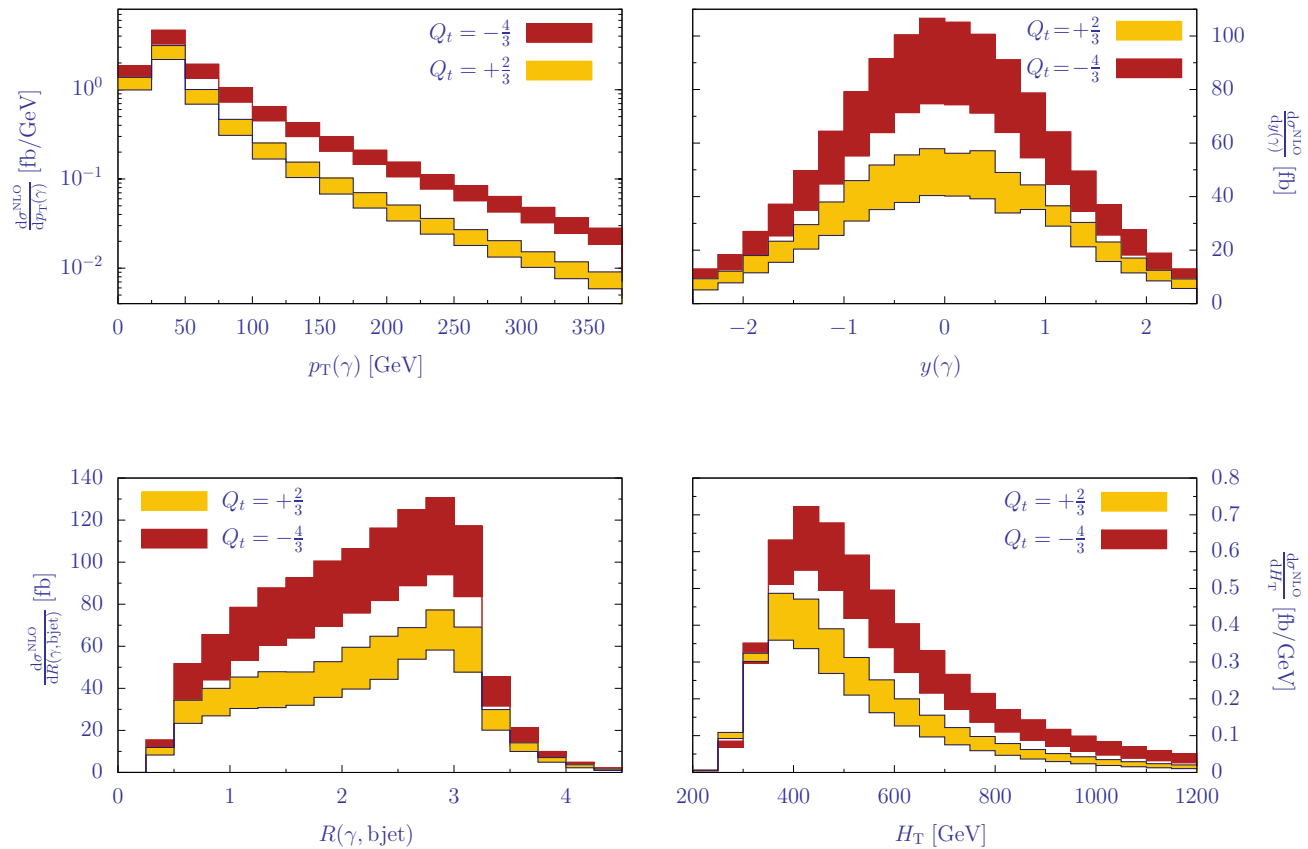 10⁰
10⁻¹
10⁻²
dσ^NLO/dp_T(γ) [fb/GeV]
Q_t = −4/3
Q_t = +2/3
0 50 100 150 200 250 300 350
p_T(γ) [GeV]
Q_t = +2/3
Q_t = −4/3
100
80
60
40
20
0
dσ^NLO/dy(γ) [fb]
−2 −1 0 1 2
y(γ)
140
120
100
80
60
40
20
0
dσ^NLO/dR(γ,bjet) [fb]
Q_t = +2/3
Q_t = −4/3
0 1 2 3 4
R(γ, bjet)
Q_t = +2/3
Q_t = −4/3
0.8
0.7
0.6
0.5
0.4
0.3
0.2
0.1
0
dσ^NLO/dH_T [fb/GeV]
200 400 600 800 1000 1200
H_T [GeV]